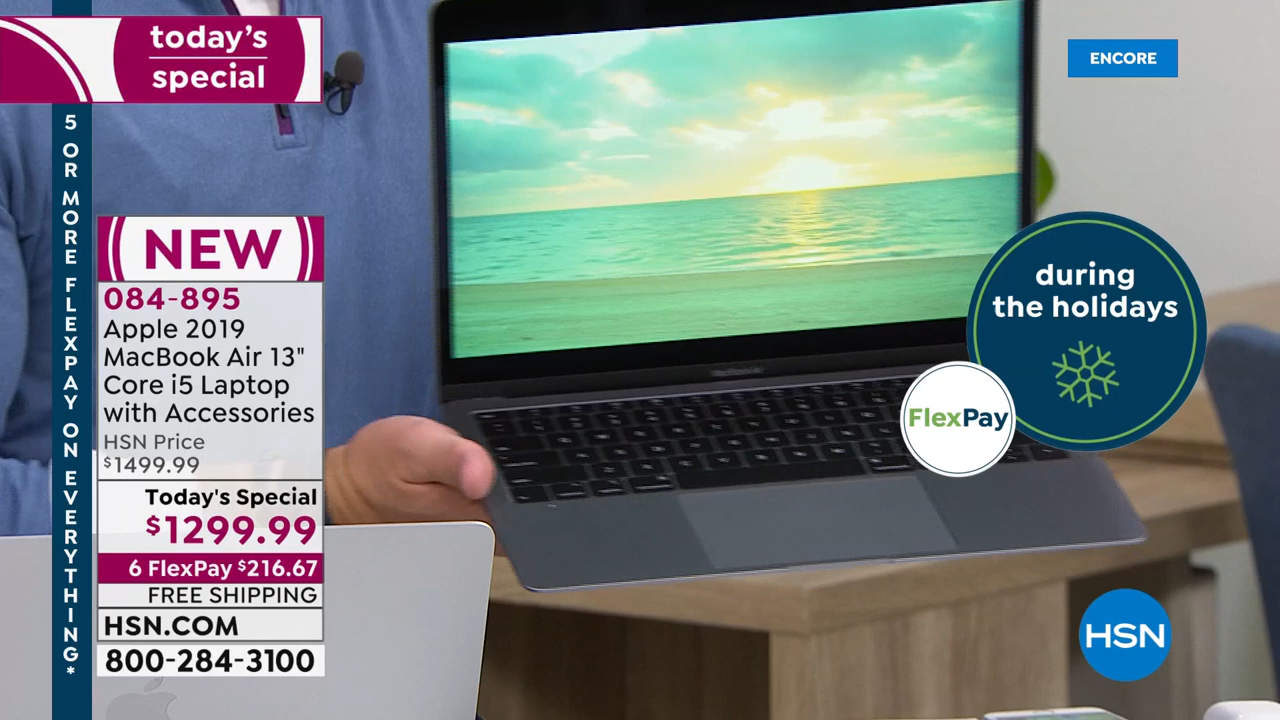 today's
special
ENCORE
5 OR MORE FLEXPAY ON EVERYTHING*
NEW
084-895
Apple 2019
MacBook Air 13"
Core i5 Laptop
with Accessories
HSN Price
$1499.99
Today's Special
$1299.99
6 FlexPay $216.67
FREE SHIPPING
HSN.COM
800-284-3100
during
the holidays
FlexPay
HSN